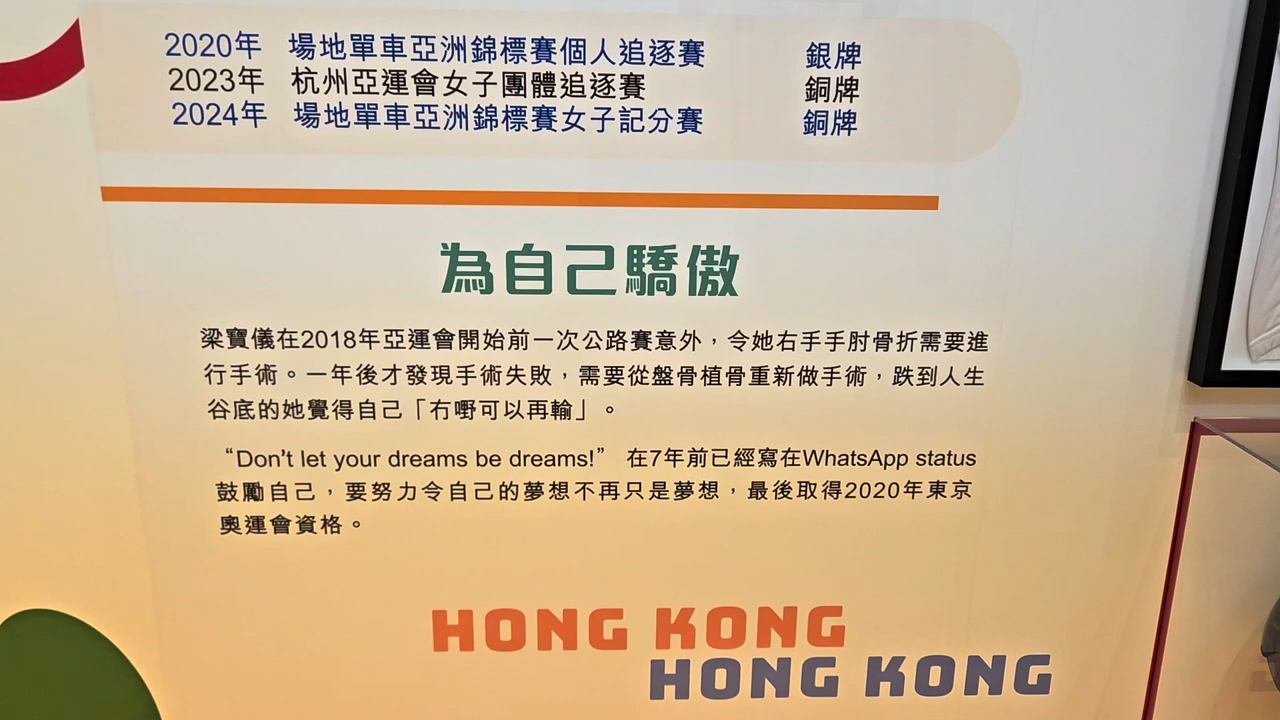 2020年 場地單車亞洲錦標賽個人追逐賽 銀牌
2023年 杭州亞運會女子團體追逐賽 銅牌
2024年 場地單車亞洲錦標賽女子記分賽 銅牌
為自己驕傲
梁寶儀在2018年亞運會開始前一次公路賽意外，令她右手手肘骨折需要進
行手術。一年後才發現手術失敗，需要從盤骨植骨重新做手術，跌到人生
谷底的她覺得自己「冇嘢可以再輸」。
“Don’t let your dreams be dreams!” 在7年前已經寫在WhatsApp status
鼓勵自己，要努力令自己的夢想不再只是夢想，最後取得2020年東京
奧運會資格。
HONG KONG
HONG KONG